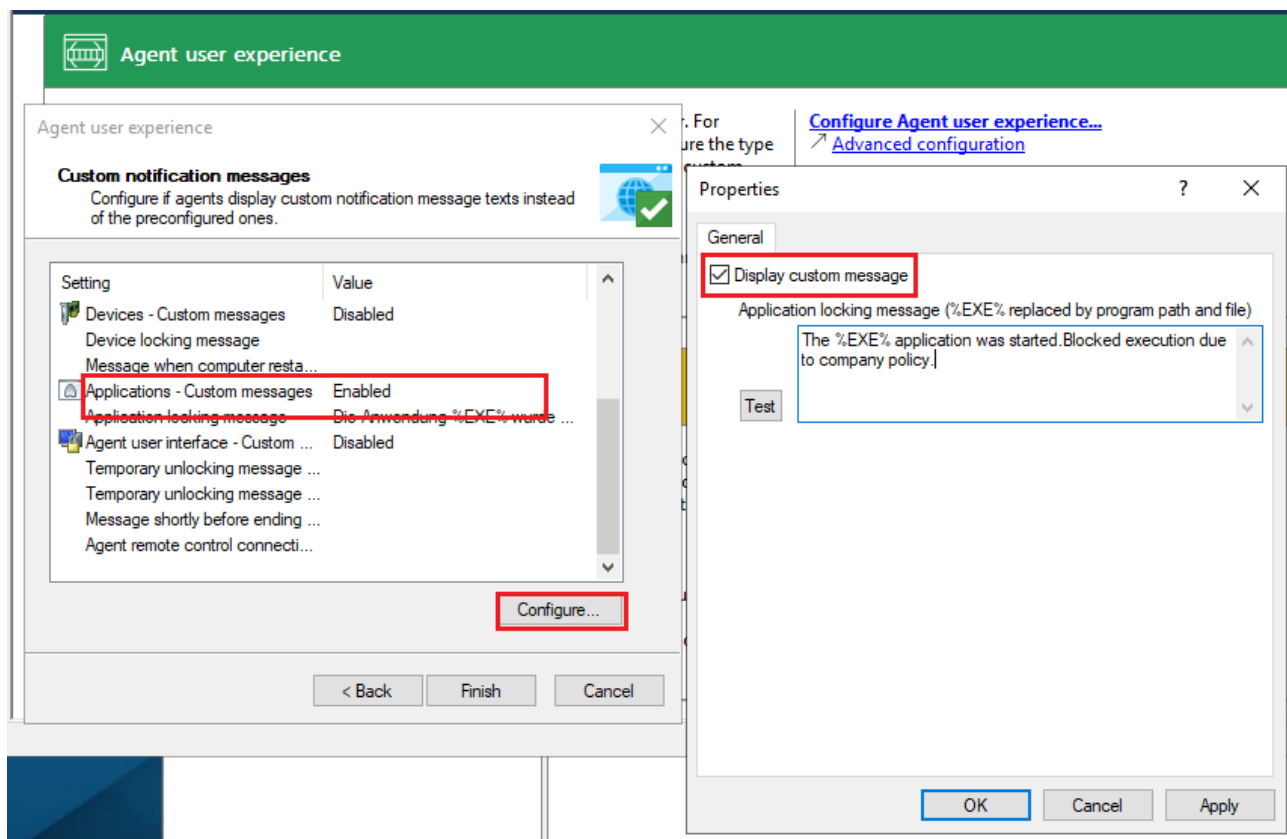 Agent user experience
Agent user experience
Custom notification messages
Configure if agents display custom notification message texts instead
of the preconfigured ones.
Setting Value
Devices - Custom messages Disabled
Device locking message
Message when computer resta...
Applications - Custom messages Enabled
Application locking message Die Anwendung %EXE% wurde ...
Agent user interface - Custom ... Disabled
Temporary unlocking message ...
Temporary unlocking message ...
Message shortly before ending ...
Agent remote control connecti...
Configure...
< Back Finish Cancel
r. For
ure the type
custom
Configure Agent user experience...
Advanced configuration
Properties ?
General
Display custom message
Application locking message (%EXE% replaced by program path and file)
The %EXE% application was started.Blocked execution due
to company policy.
Test
OK Cancel Apply